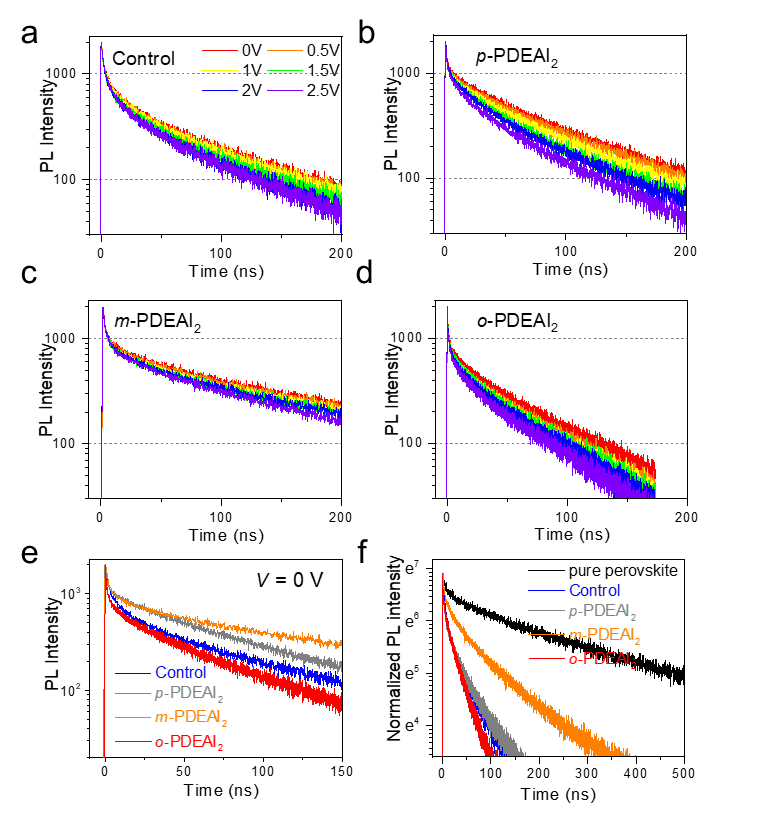 a
Control
0V 0.5V
1V 1.5V
2V 2.5V
PL Intensity
1000
100
0 100 200
Time (ns)
b
p-PDEAI2
PL Intensity
1000
100
0 100 200
Time (ns)
c
m-PDEAI2
PL Intensity
1000
100
0 100 200
Time (ns)
d
o-PDEAI2
PL Intensity
1000
100
0 100 200
Time (ns)
e
V = 0 V
PL Intensity
10³
10²
Control
p-PDEAI2
m-PDEAI2
o-PDEAI2
0 50 100 150
Time (ns)
f
pure perovskite
Control
p-PDEAI2
m-PDEAI2
o-PDEAI2
Normalized PL intensity
e⁷
e⁶
e⁵
e⁴
0 100 200 300 400 500
Time (ns)